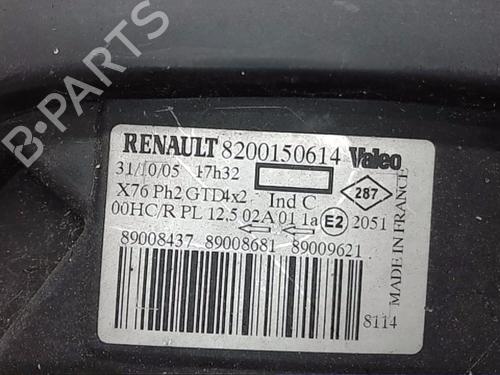 B-PARTS
RENAULT 8200150614 Valeo
31/10/05 17h32
287
X76 Ph2 GTD4x2 Ind C
00HC/R PL 12.5 02A 01 1a E2 2051
89008437 89008681 89009621
8114
MADE IN FRANCE